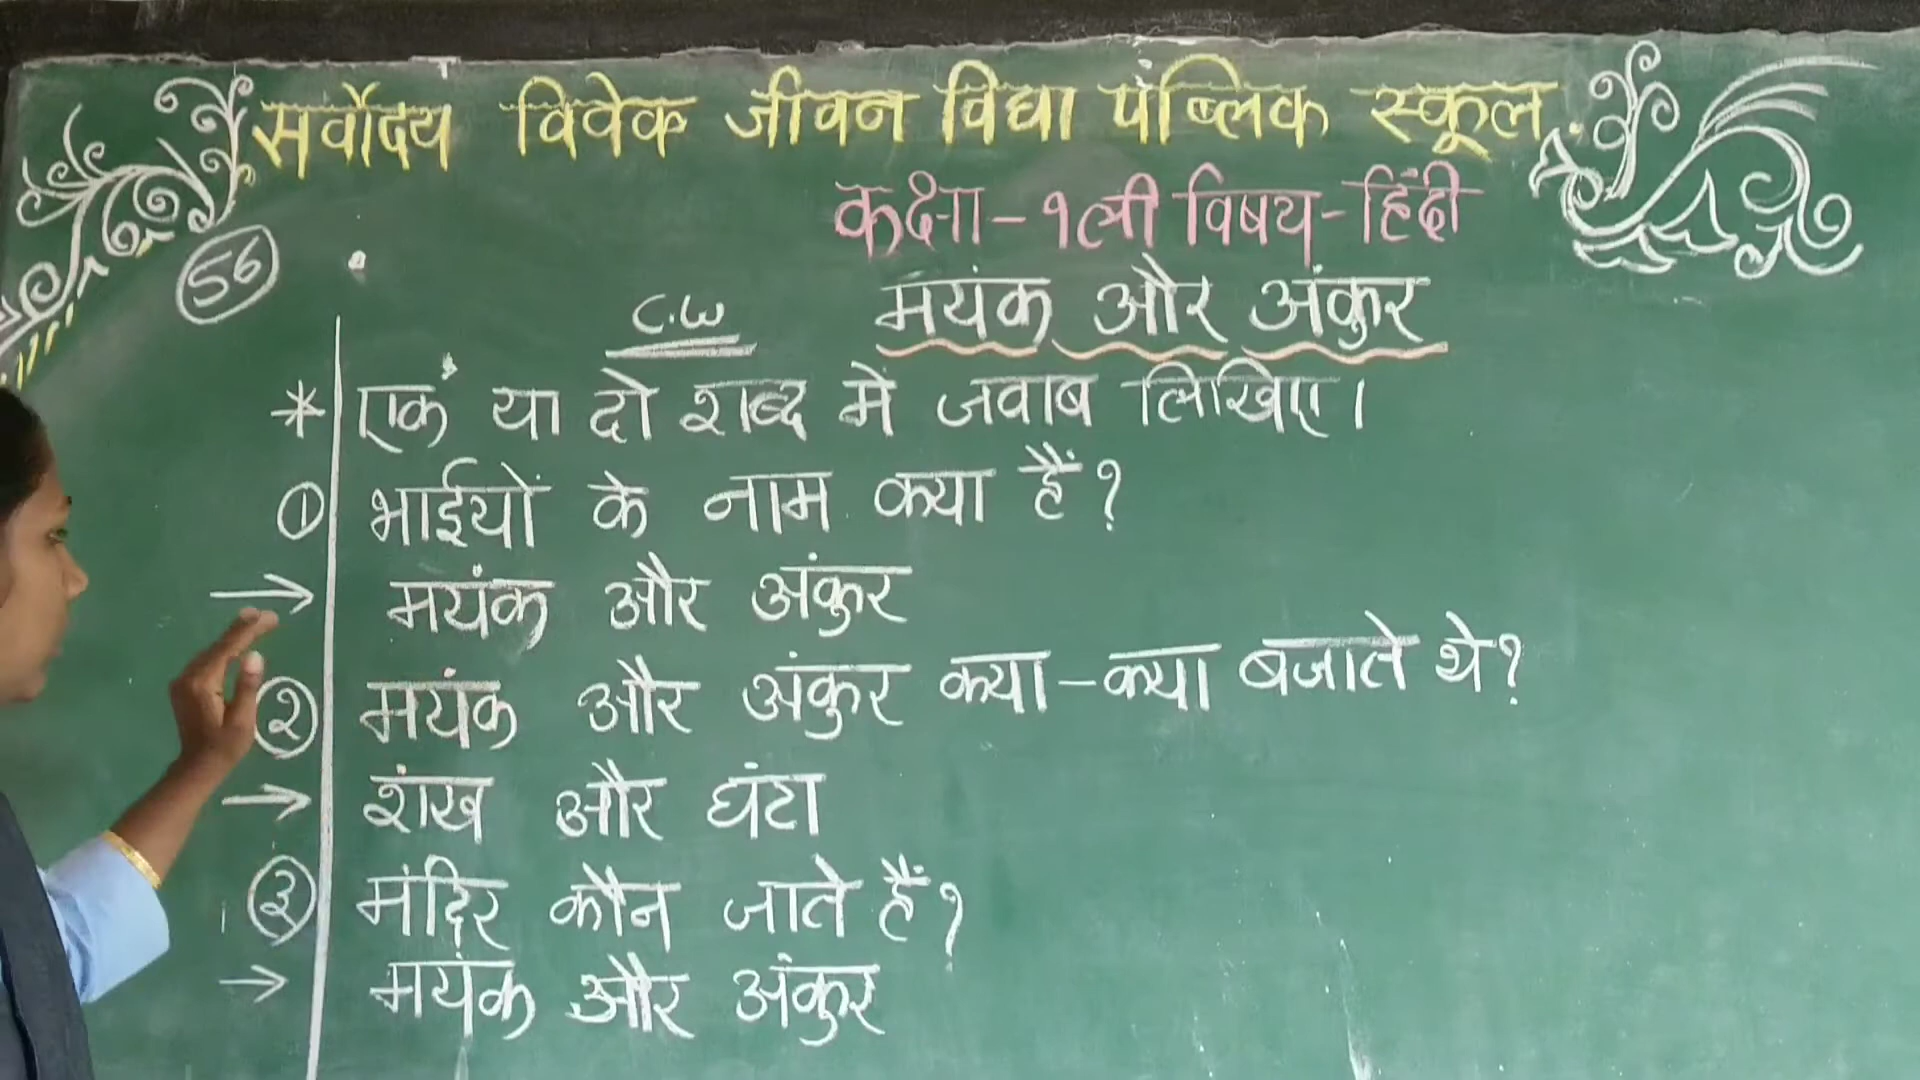 सर्वोदय विवेक जीवन विद्या पंब्लिक स्कूल.
कक्षा - १ली विषय - हिंदी
56
C.W मयंक और अंकुर
* एक या दो शब्द में जवाब लिखिए।
① भाईयों के नाम क्या हैं?
→ मयंक और अंकुर
② मयंक और अंकुर क्या - क्या बजाते थे?
→ शंख और घंटा
③ मंदिर कौन जाते हैं?
→ मयंक और अंकुर